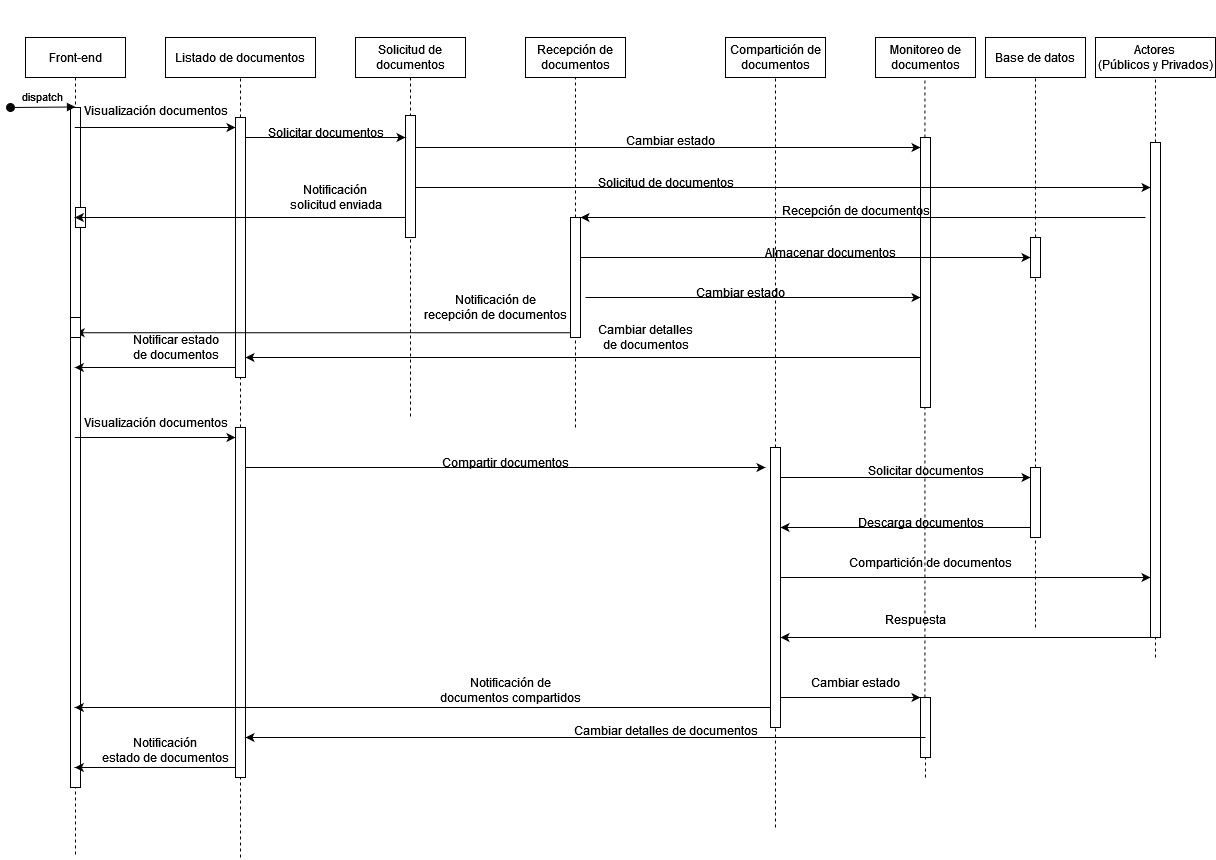 Front-end
Listado de documentos
Solicitud de
documentos
Recepción de
documentos
Compartición de
documentos
Monitoreo de
documentos
Base de datos
Actores
(Públicos y Privados)
dispatch
Visualización documentos
Solicitar documentos
Cambiar estado
Solicitud de documentos
Notificación
solicitud enviada
Recepción de documentos
Almacenar documentos
Cambiar estado
Notificación de
recepción de documentos
Cambiar detalles
de documentos
Notificar estado
de documentos
Visualización documentos
Compartir documentos
Solicitar documentos
Descarga documentos
Compartición de documentos
Respuesta
Notificación de
documentos compartidos
Cambiar estado
Cambiar detalles de documentos
Notificación
estado de documentos